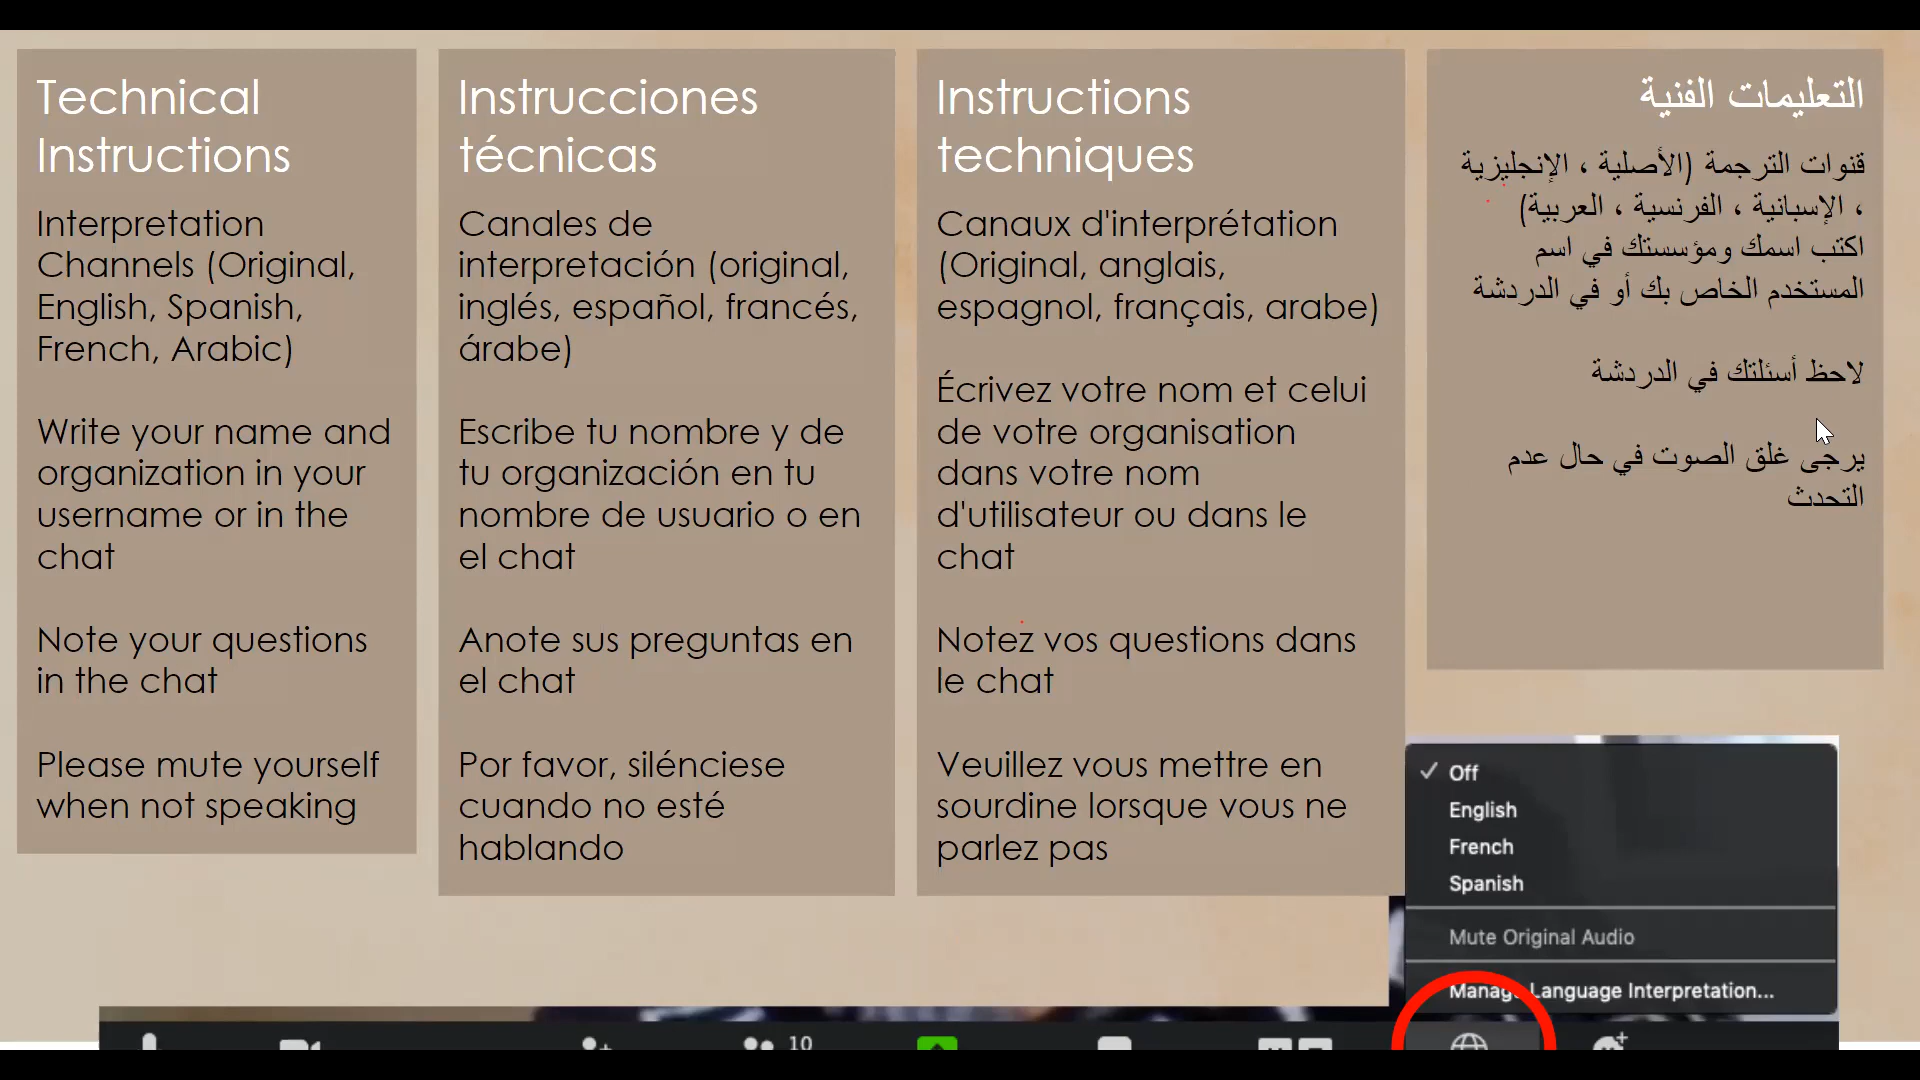 Technical
Instructions
Interpretation
Channels (Original,
English, Spanish,
French, Arabic)
Write your name and
organization in your
username or in the
chat
Note your questions
in the chat
Please mute yourself
when not speaking
Instrucciones
técnicas
Canales de
interpretación (original,
inglés, español, francés,
árabe)
Escribe tu nombre y de
tu organización en tu
nombre de usuario o en
el chat
Anote sus preguntas en
el chat
Por favor, silénciese
cuando no esté
hablando
Instructions
techniques
Canaux d'interprétation
(Original, anglais,
espagnol, français, arabe)
Écrivez votre nom et celui
de votre organisation
dans votre nom
d'utilisateur ou dans le
chat
Notez vos questions dans
le chat
Veuillez vous mettre en
sourdine lorsque vous ne
parlez pas
التعليمات الفنية
قنوات الترجمة (الأصلية ، الإنجليزية
، الإسبانية ، الفرنسية ، العربية)
اكتب اسمك ومؤسستك في اسم
المستخدم الخاص بك أو في الدردشة
لاحظ أسئلتك في الدردشة
يرجى غلق الصوت في حال عدم
التحدث
Off
English
French
Spanish
Mute Original Audio
Manage Language Interpretation...
10